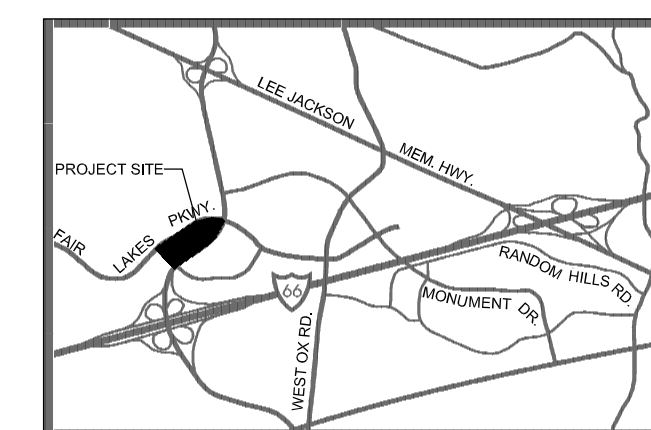 LEE JACKSON
MEM. HWY.
PROJECT SITE
FAIR
LAKES
PKWY.
RANDOM HILLS RD.
66
MONUMENT DR.
WEST OX RD.